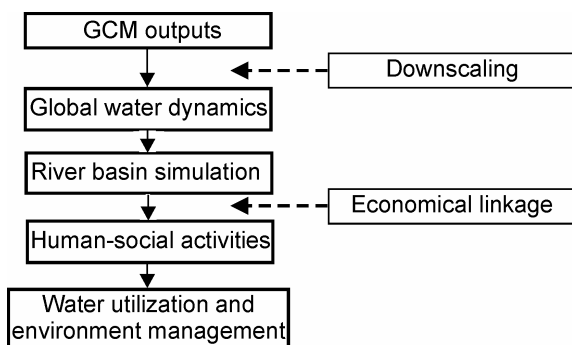 GCM outputs
Downscaling
Global water dynamics
River basin simulation
Economical linkage
Human-social activities
Water utilization and
environment management